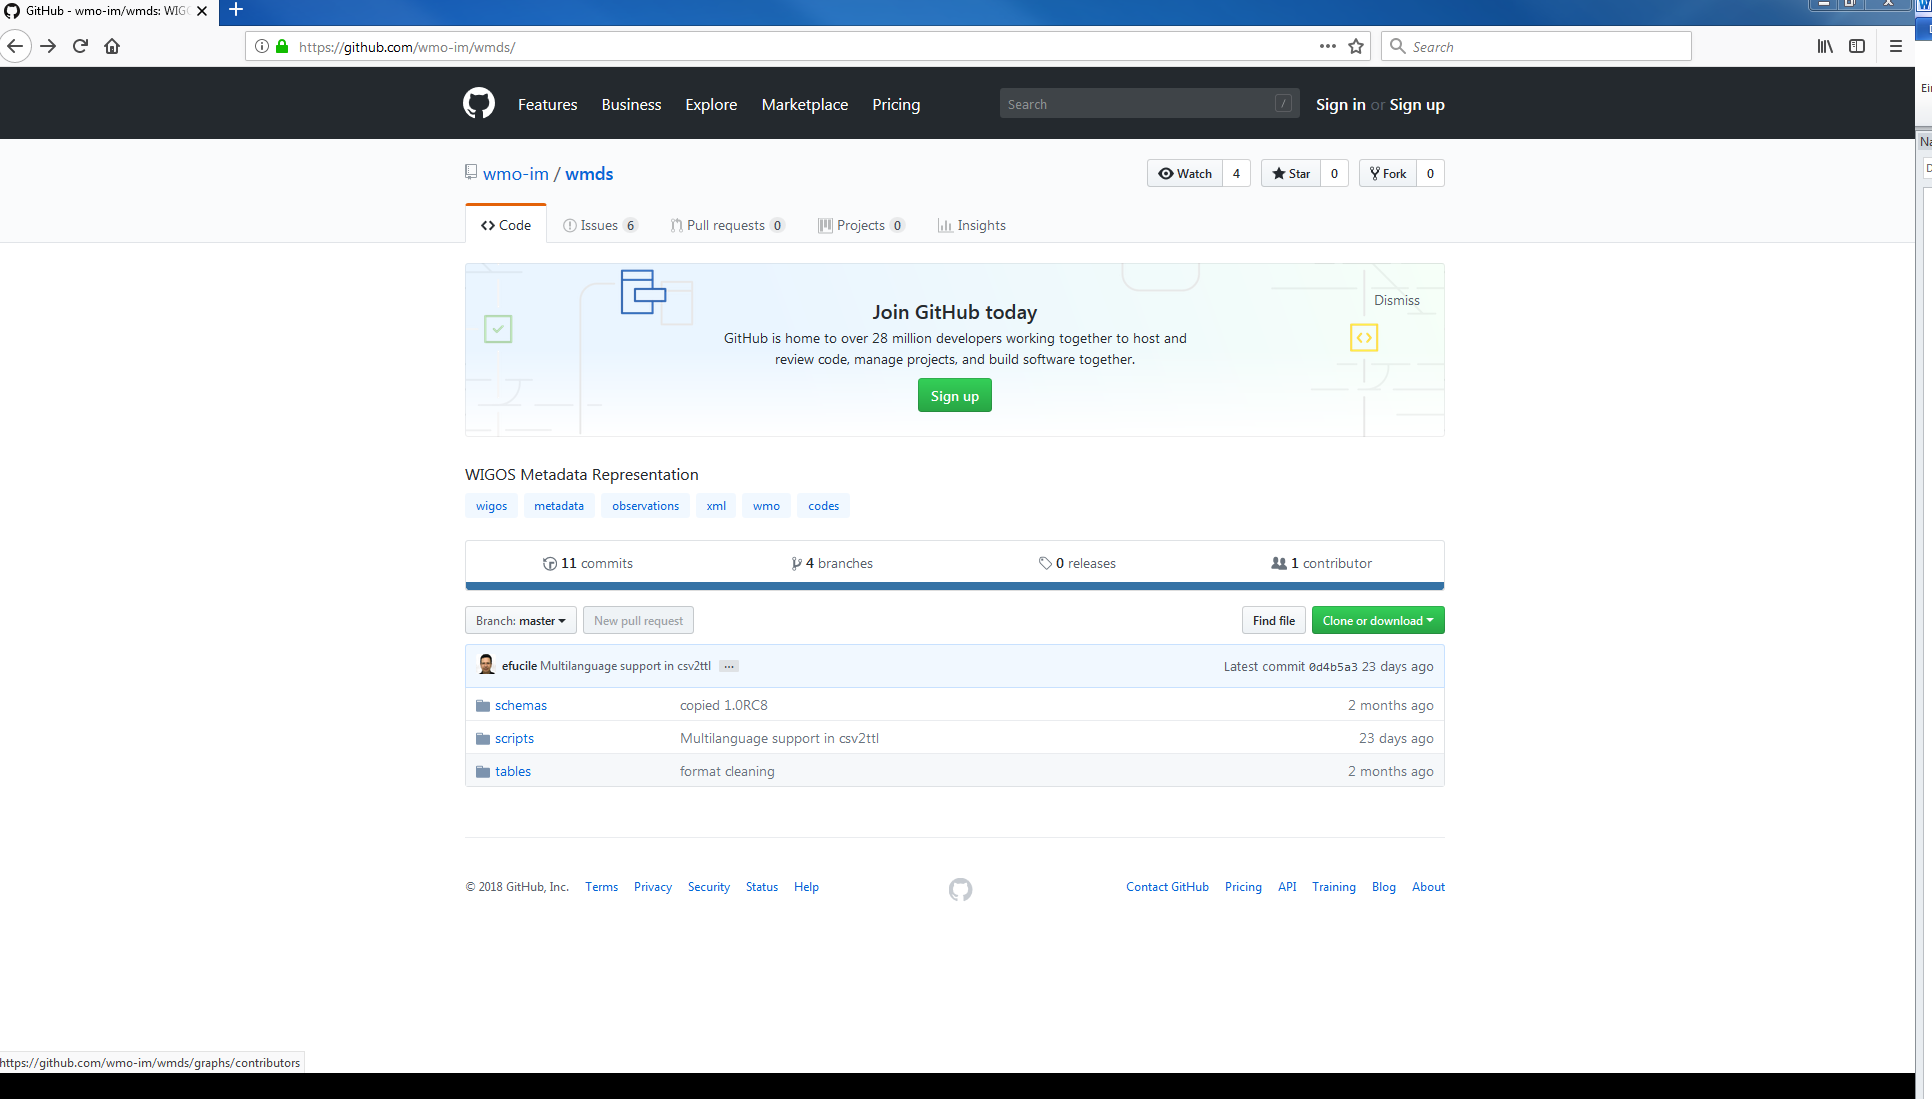 GitHub - wmo-im/wmds: WIGO
https://github.com/wmo-im/wmds/
Search
Features Business Explore Marketplace Pricing Search / Sign in or Sign up
wmo-im / wmds Watch 4 Star 0 Fork 0
Code Issues 6 Pull requests 0 Projects 0 Insights
Dismiss
Join GitHub today
GitHub is home to over 28 million developers working together to host and
review code, manage projects, and build software together.
Sign up
WIGOS Metadata Representation
wigos metadata observations xml wmo codes
11 commits 4 branches 0 releases 1 contributor
Branch: master New pull request Find file Clone or download
efucile Multilanguage support in csv2ttl ... Latest commit 0d4b5a3 23 days ago
schemas copied 1.0RC8 2 months ago
scripts Multilanguage support in csv2ttl 23 days ago
tables format cleaning 2 months ago
© 2018 GitHub, Inc. Terms Privacy Security Status Help Contact GitHub Pricing API Training Blog About
https://github.com/wmo-im/wmds/graphs/contributors